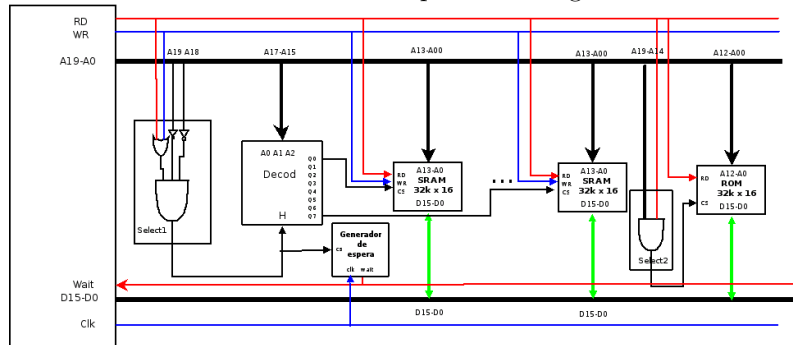 RD
WR
A19-A0
A19 A18
A17-A15
A13-A00
A13-A00
A19-A14
A12-A00
A0 A1 A2
Decod
H
Q0
Q1
Q2
Q3
Q4
Q5
Q6
Q7
RD
WR
CS
A13-A0
SRAM
32k x 16
D15-D0
...
RD
WR
CS
A13-A0
SRAM
32k x 16
D15-D0
RD
CS
A12-A0
ROM
32k x 16
D15-D0
Select1
Generador
de
espera
cs
clk wait
Select2
Wait
D15-D0
Clk
D15-D0
D15-D0